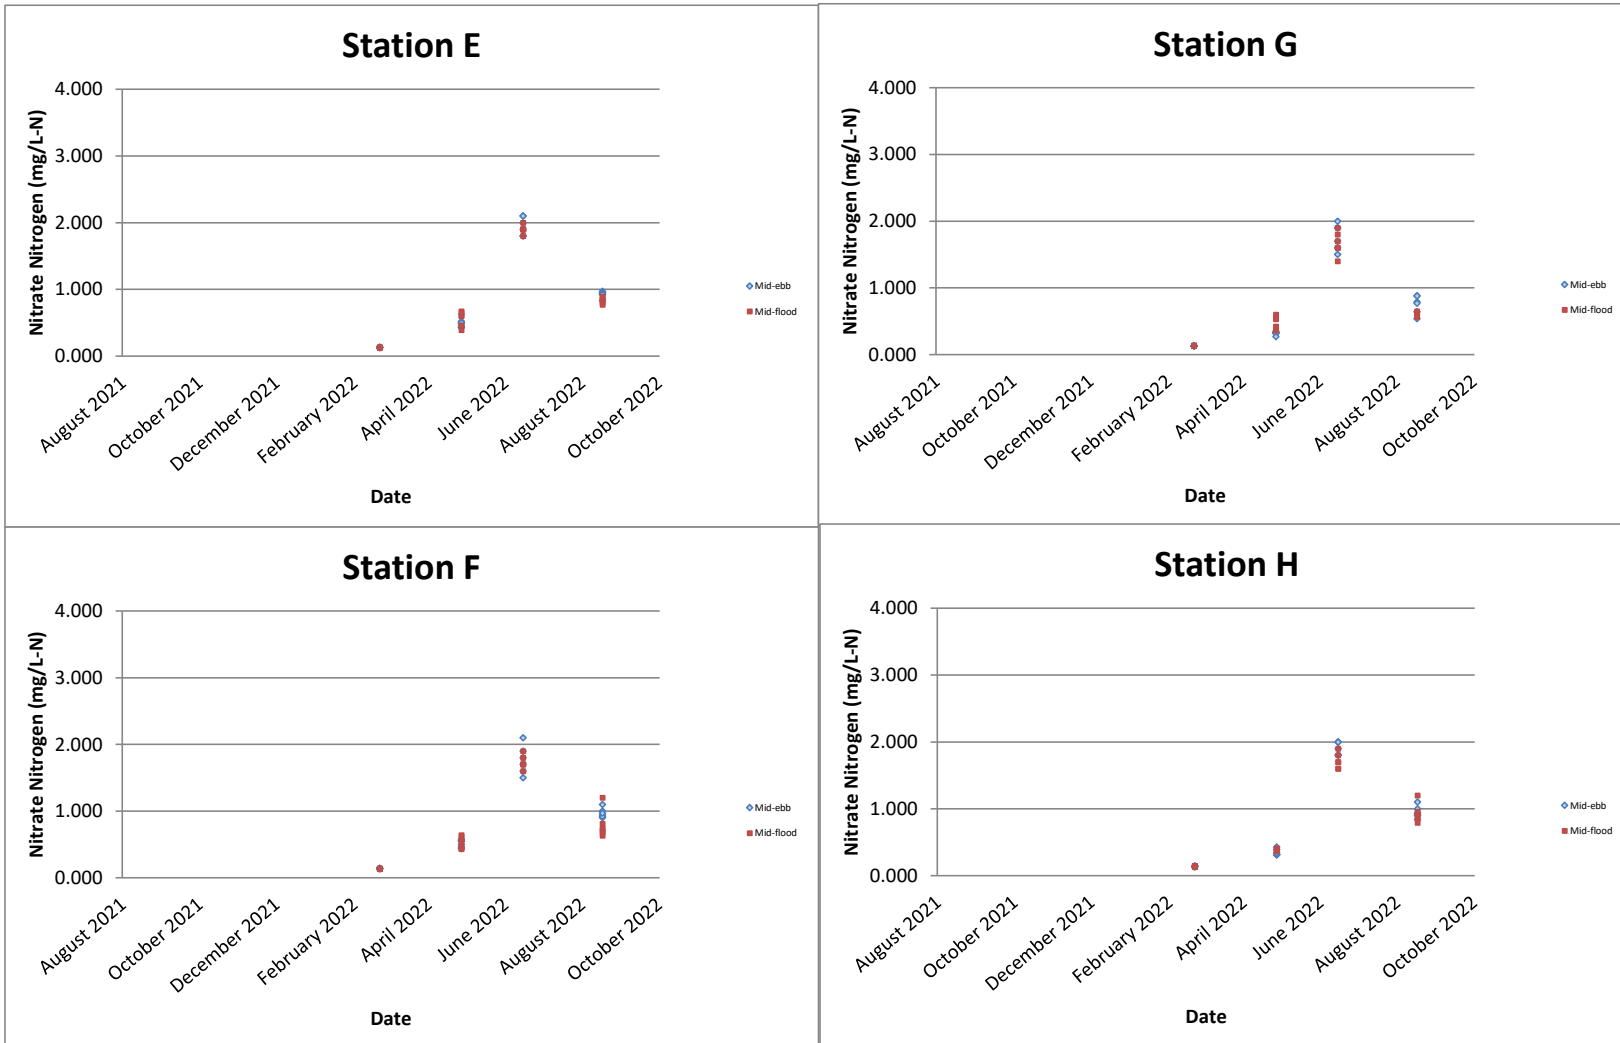 Station E
Nitrate Nitrogen (mg/L-N)
4.000
3.000
2.000
1.000
0.000
August 2021
October 2021
December 2021
February 2022
April 2022
June 2022
August 2022
October 2022
Date
Mid-ebb
Mid-flood
Station G
Nitrate Nitrogen (mg/L-N)
4.000
3.000
2.000
1.000
0.000
August 2021
October 2021
December 2021
February 2022
April 2022
June 2022
August 2022
October 2022
Date
Mid-ebb
Mid-flood
Station F
Nitrate Nitrogen (mg/L-N)
4.000
3.000
2.000
1.000
0.000
August 2021
October 2021
December 2021
February 2022
April 2022
June 2022
August 2022
October 2022
Date
Mid-ebb
Mid-flood
Station H
Nitrate Nitrogen (mg/L-N)
4.000
3.000
2.000
1.000
0.000
August 2021
October 2021
December 2021
February 2022
April 2022
June 2022
August 2022
October 2022
Date
Mid-ebb
Mid-flood